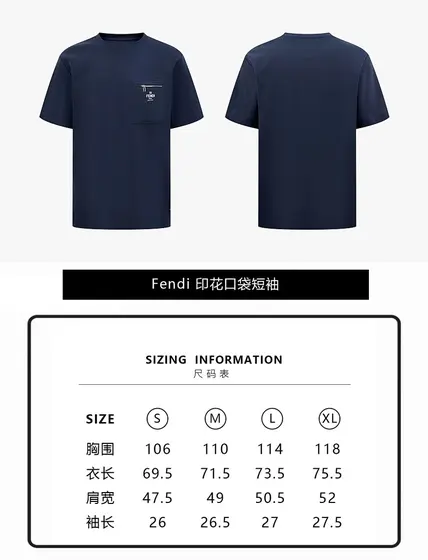 FENDI
Fendi 印花口袋短袖
SIZING INFORMATION
尺码表
SIZE S M L XL
胸围 106 110 114 118
衣长 69.5 71.5 73.5 75.5
肩宽 47.5 49 50.5 52
袖长 26 26.5 27 27.5